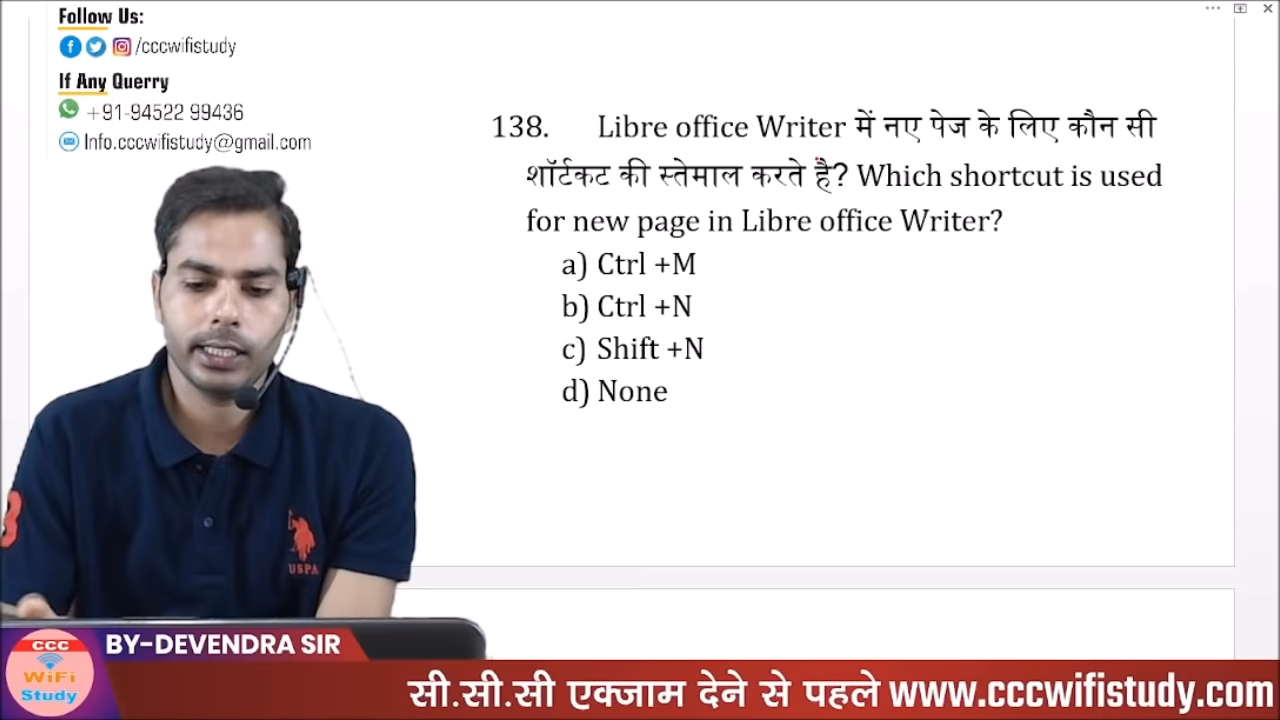 Follow Us:
/cccwifistudy
If Any Querry
+91-94522 99436
Info.cccwifistudy@gmail.com
138. Libre office Writer में नए पेज के लिए कौन सी
शॉर्टकट की स्तेमाल करते है? Which shortcut is used
for new page in Libre office Writer?
a) Ctrl +M
b) Ctrl +N
c) Shift +N
d) None
3
USPA
CCC
WiFi
Study
BY-DEVENDRA SIR
सी.सी.सी एक्जाम देने से पहले www.cccwifistudy.com